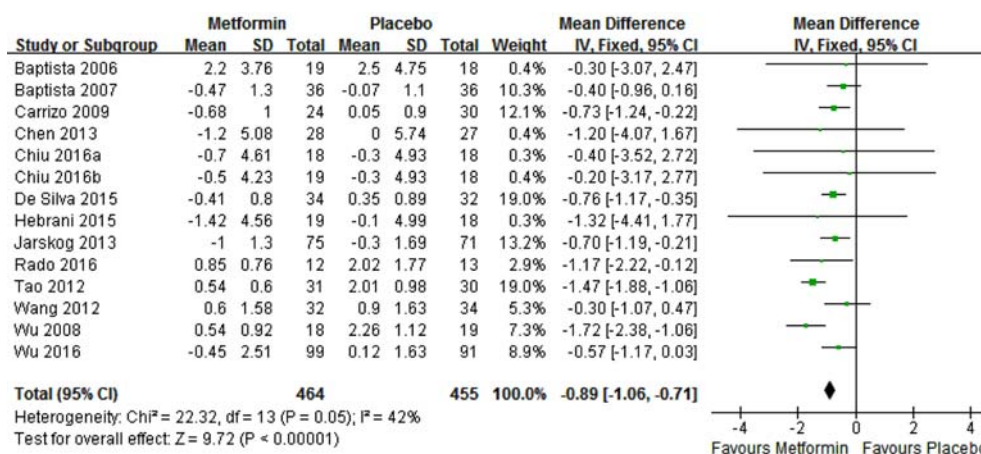 Metformin Placebo Mean Difference Mean Difference
Study or Subgroup Mean SD Total Mean SD Total Weight IV, Fixed, 95% CI IV, Fixed, 95% CI
Baptista 2006 2.2 3.76 19 2.5 4.75 18 0.4% -0.30 [-3.07, 2.47]
Baptista 2007 -0.47 1.3 36 -0.07 1.1 36 10.3% -0.40 [-0.96, 0.16]
Carrizo 2009 -0.68 1 24 0.05 0.9 30 12.1% -0.73 [-1.24, -0.22]
Chen 2013 -1.2 5.08 28 0 5.74 27 0.4% -1.20 [-4.07, 1.67]
Chiu 2016a -0.7 4.61 18 -0.3 4.93 18 0.3% -0.40 [-3.52, 2.72]
Chiu 2016b -0.5 4.23 19 -0.3 4.93 18 0.4% -0.20 [-3.17, 2.77]
De Silva 2015 -0.41 0.8 34 0.35 0.89 32 19.0% -0.76 [-1.17, -0.35]
Hebrani 2015 -1.42 4.56 19 -0.1 4.99 18 0.3% -1.32 [-4.41, 1.77]
Jarskog 2013 -1 1.3 75 -0.3 1.69 71 13.2% -0.70 [-1.19, -0.21]
Rado 2016 0.85 0.76 12 2.02 1.77 13 2.9% -1.17 [-2.22, -0.12]
Tao 2012 0.54 0.6 31 2.01 0.98 30 19.0% -1.47 [-1.88, -1.06]
Wang 2012 0.6 1.58 32 0.9 1.63 34 5.3% -0.30 [-1.07, 0.47]
Wu 2008 0.54 0.92 18 2.26 1.12 19 7.3% -1.72 [-2.38, -1.06]
Wu 2016 -0.45 2.51 99 0.12 1.63 91 8.9% -0.57 [-1.17, 0.03]
Total (95% CI) 464 455 100.0% -0.89 [-1.06, -0.71]
Heterogeneity: Chi² = 22.32, df = 13 (P = 0.05); I² = 42%
Test for overall effect: Z = 9.72 (P < 0.00001)
-4 -2 0 2 4
Favours Metformin Favours Placebo